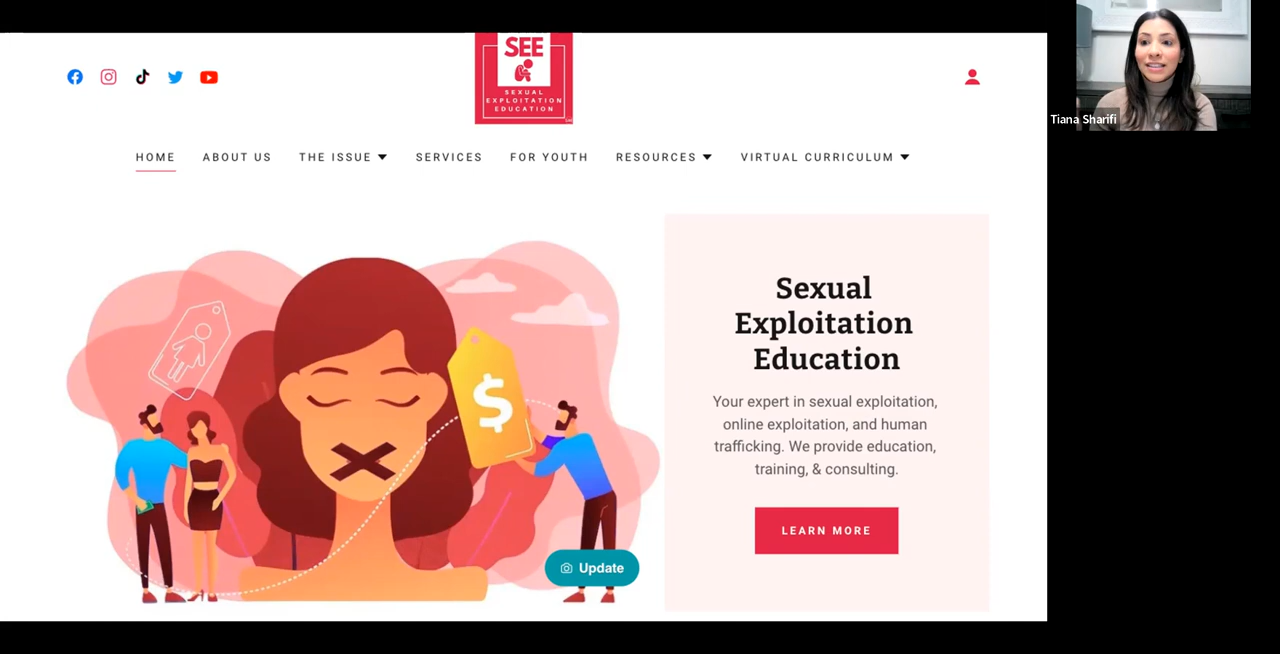 SEE
SEXUAL
EXPLOITATION
EDUCATION
HOME ABOUT US THE ISSUE SERVICES FOR YOUTH RESOURCES VIRTUAL CURRICULUM
$
Sexual
Exploitation
Education
Your expert in sexual exploitation,
online exploitation, and human
trafficking. We provide education,
training, & consulting.
LEARN MORE
Update
Tiana Sharifi